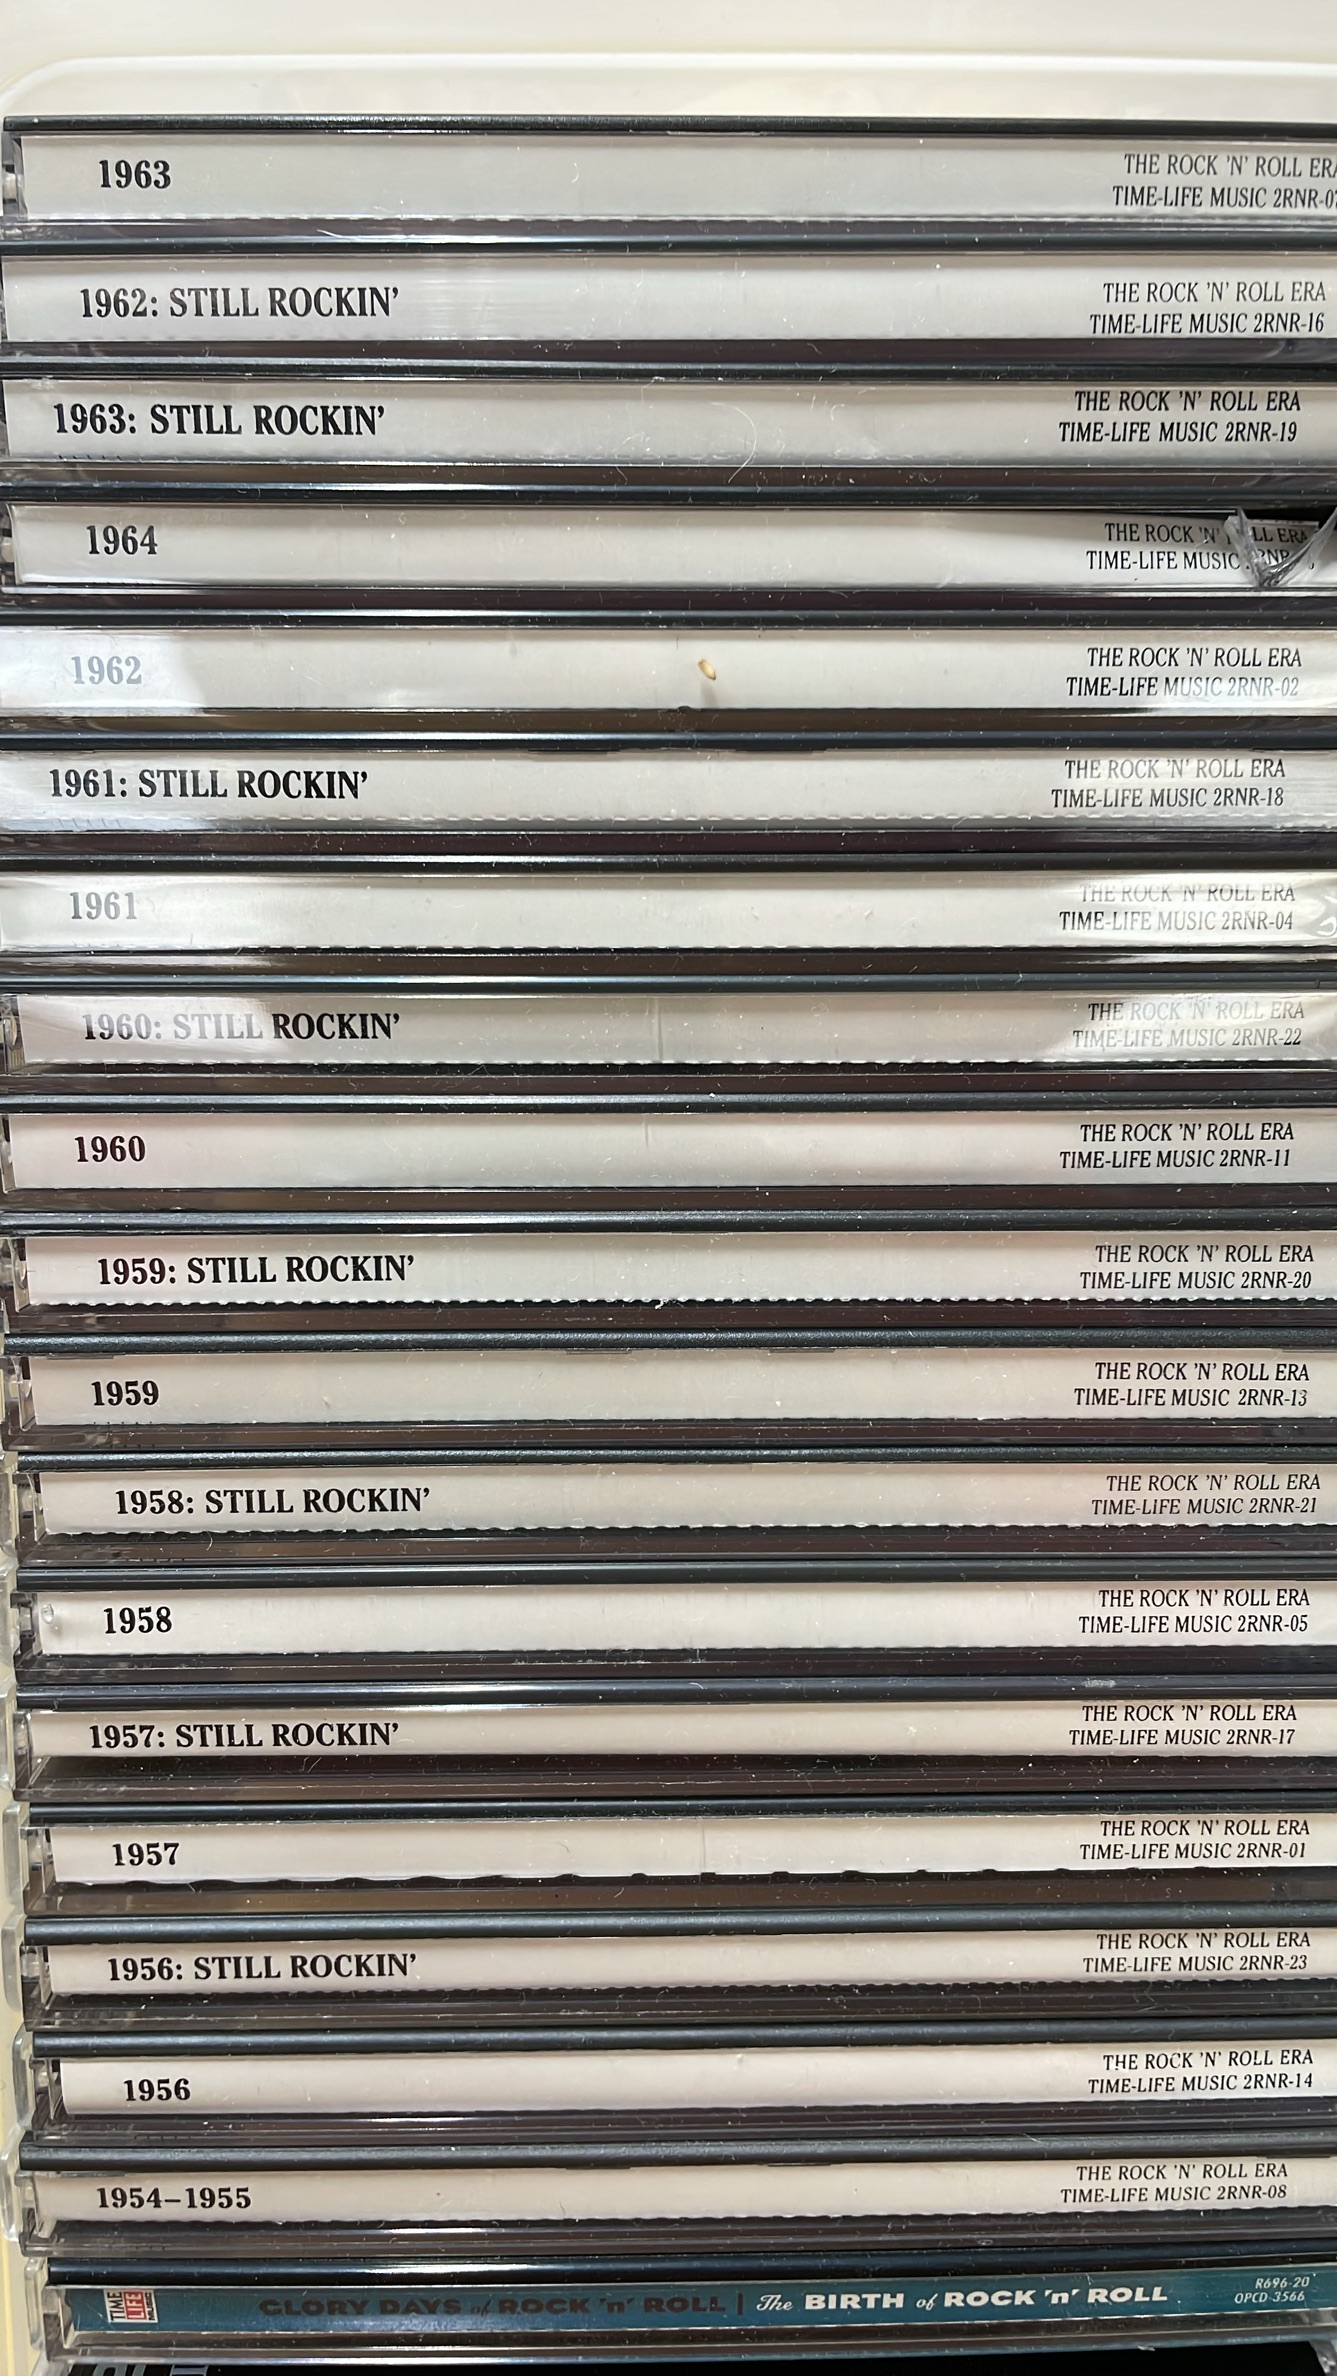 1963
THE ROCK 'N' ROLL ERA
TIME-LIFE MUSIC
1962: STILL ROCKIN'
THE ROCK 'N' ROLL ERA
TIME-LIFE MUSIC 2RNR-16
1963: STILL ROCKIN'
THE ROCK 'N' ROLL ERA
TIME-LIFE MUSIC 2RNR-19
1964
THE ROCK 'N' ERA
TIME-LIFE MUSIC
1962
THE ROCK 'N' ROLL ERA
TIME-LIFE MUSIC 2RNR-02
1961: STILL ROCKIN'
THE ROCK 'N' ROLL ERA
TIME-LIFE MUSIC 2RNR-18
1961
THE ROCK 'N' ROLL ERA
TIME-LIFE MUSIC 2RNR-04
1960: STILL ROCKIN'
THE ROCK 'N' ROLL ERA
TIME-LIFE MUSIC 2RNR-22
1960
THE ROCK 'N' ROLL ERA
TIME-LIFE MUSIC 2RNR-11
1959: STILL ROCKIN'
THE ROCK 'N' ROLL ERA
TIME-LIFE MUSIC 2RNR-20
1959
THE ROCK 'N' ROLL ERA
TIME-LIFE MUSIC 2RNR-13
1958: STILL ROCKIN'
THE ROCK 'N' ROLL ERA
TIME-LIFE MUSIC 2RNR-21
1958
THE ROCK 'N' ROLL ERA
TIME-LIFE MUSIC 2RNR-05
1957: STILL ROCKIN'
THE ROCK 'N' ROLL ERA
TIME-LIFE MUSIC 2RNR-17
1957
THE ROCK 'N' ROLL ERA
TIME-LIFE MUSIC 2RNR-01
1956: STILL ROCKIN'
THE ROCK 'N' ROLL ERA
TIME-LIFE MUSIC 2RNR-23
1956
THE ROCK 'N' ROLL ERA
TIME-LIFE MUSIC 2RNR-14
1954–1955
THE ROCK 'N' ROLL ERA
TIME-LIFE MUSIC 2RNR-08
TIME
LIFE
MUSIC
GLORY DAYS of ROCK 'n' ROLL | The BIRTH of ROCK 'n' ROLL
R696-20
OPCD-3566